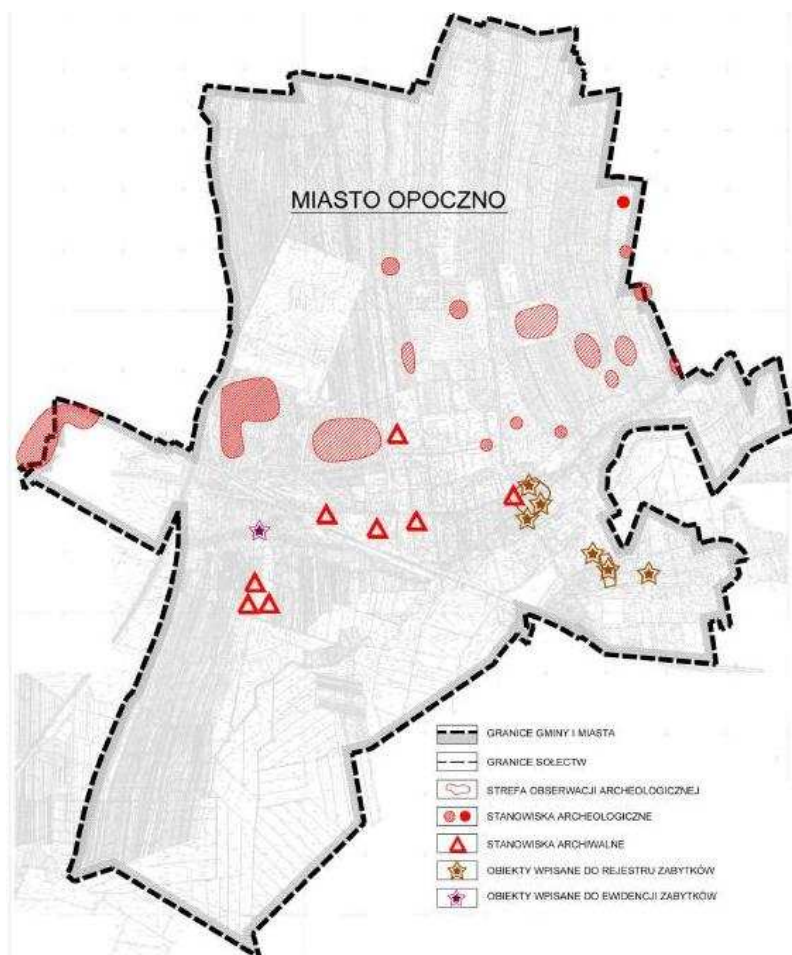 MIASTO OPOCZNO
GRANICE GMINY I MIASTA
GRANICE SOŁECTW
STREFA OBSERWACJI ARCHEOLOGICZNEJ
STANOWISKA ARCHEOLOGICZNE
STANOWISKA ARCHIWALNE
OBIEKTY WPISANE DO REJESTRU ZABYTKÓW
OBIEKTY WPISANE DO EWIDENCJI ZABYTKÓW